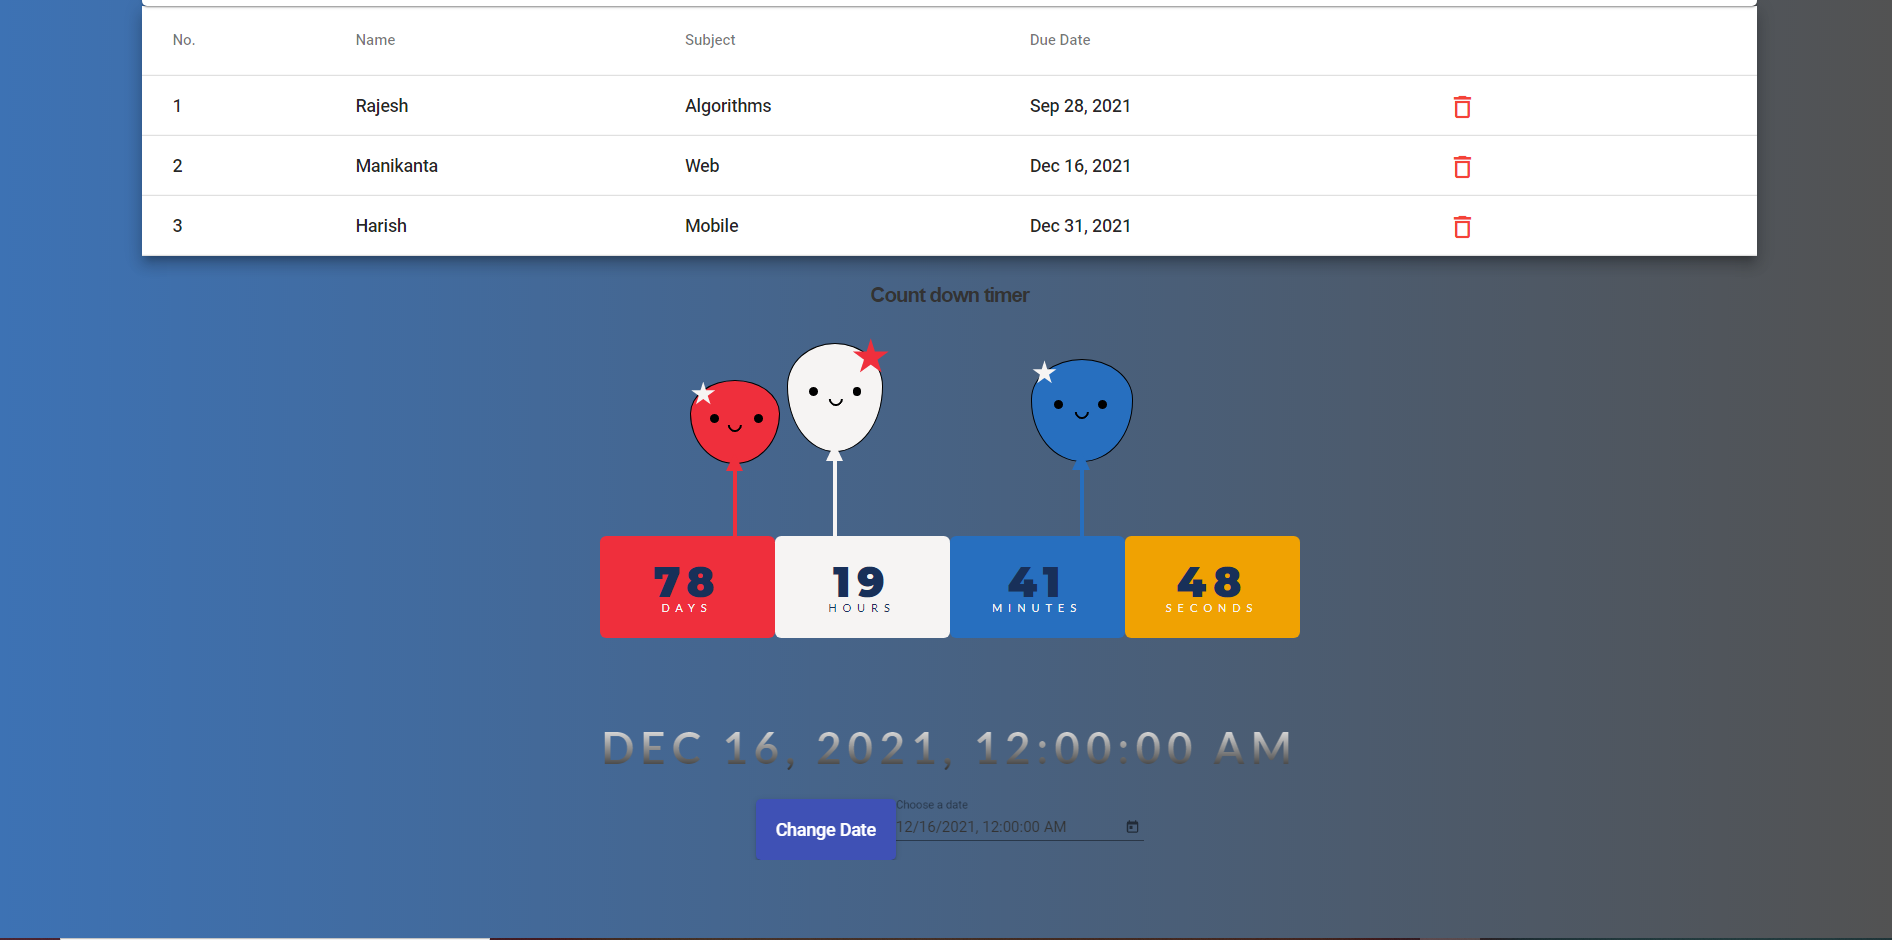 No. Name Subject Due Date
1 Rajesh Algorithms Sep 28, 2021
2 Manikanta Web Dec 16, 2021
3 Harish Mobile Dec 31, 2021
Count down timer
78 19 41 48
DAYS HOURS MINUTES SECONDS
DEC 16, 2021, 12:00:00 AM
Choose a date
Change Date 12/16/2021, 12:00:00 AM